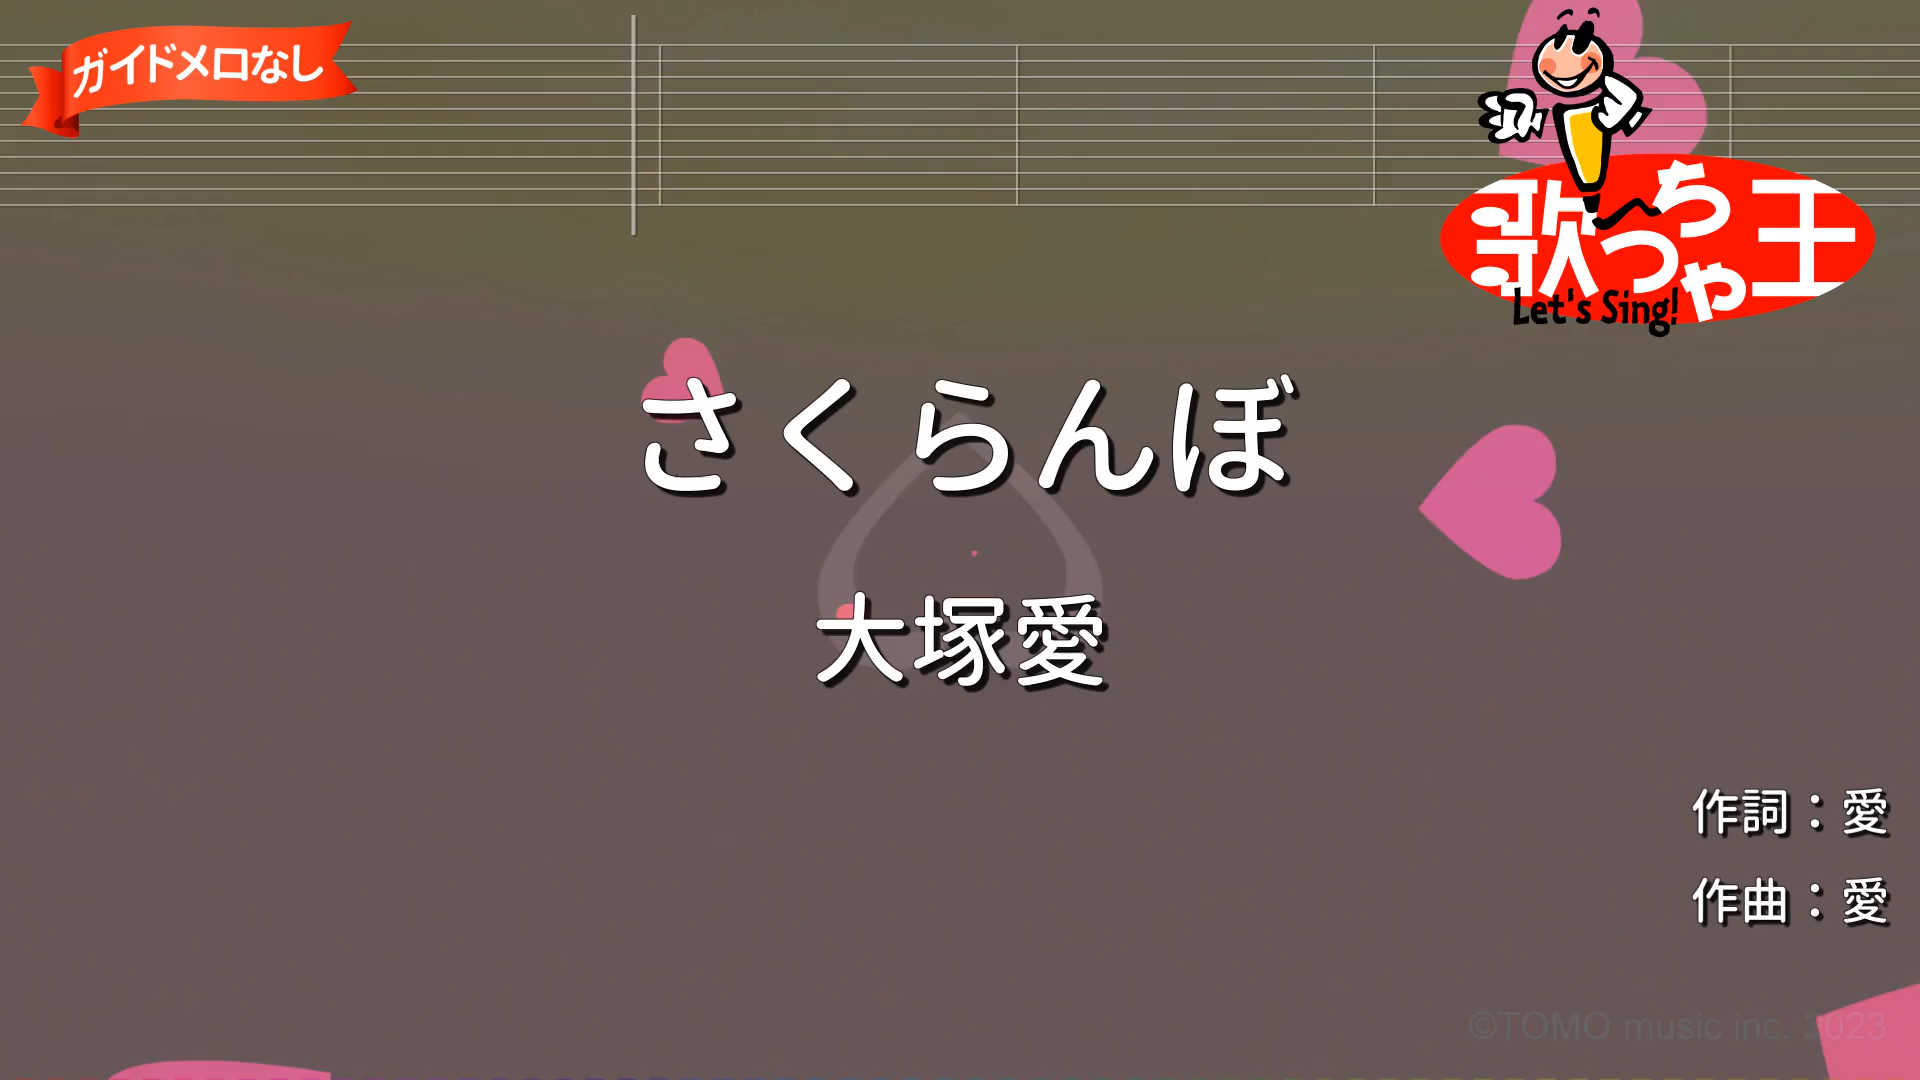 ガイドメロなし
歌っちゃ王
Let's Sing!
さくらんぼ
大塚愛
作詞：愛
作曲：愛
©TOMO music inc. 2023